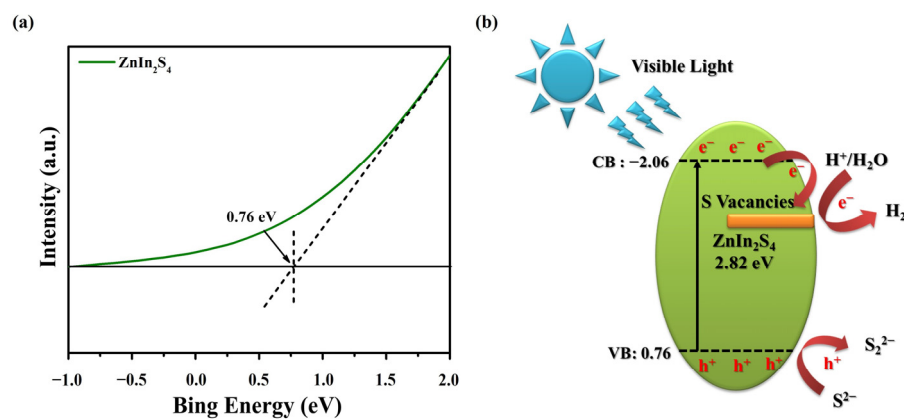 (a)
ZnIn₂S₄
0.76 eV
Intensity (a.u.)
−1.0 −0.5 0.0 0.5 1.0 1.5 2.0
Bing Energy (eV)
(b)
Visible Light
e⁻ e⁻ e⁻
CB : −2.06
e⁻
H⁺/H₂O
e⁻
H₂
S Vacancies
ZnIn₂S₄
2.82 eV
VB: 0.76
h⁺ h⁺ h⁺
h⁺
S₂²⁻
S²⁻